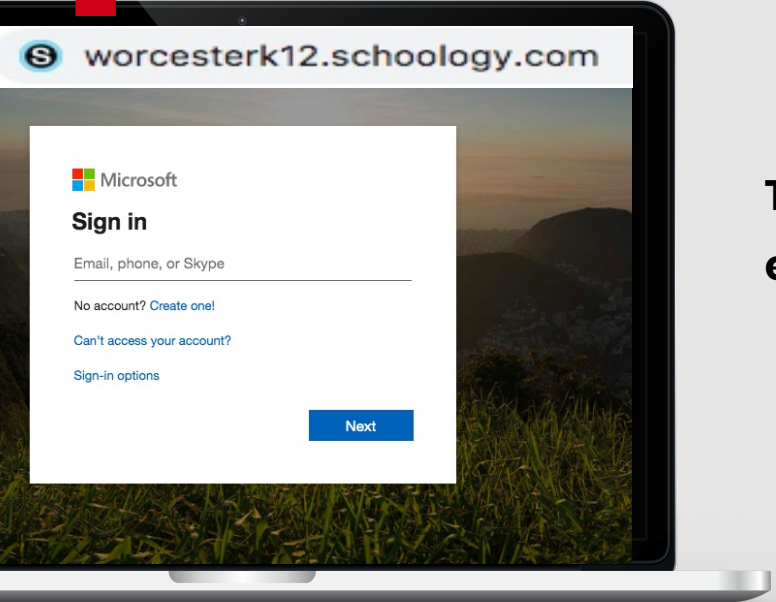 S worcesterk12.schoology.com
Microsoft
Sign in
Email, phone, or Skype
No account? Create one!
Can't access your account?
Sign-in options
Next
T
e